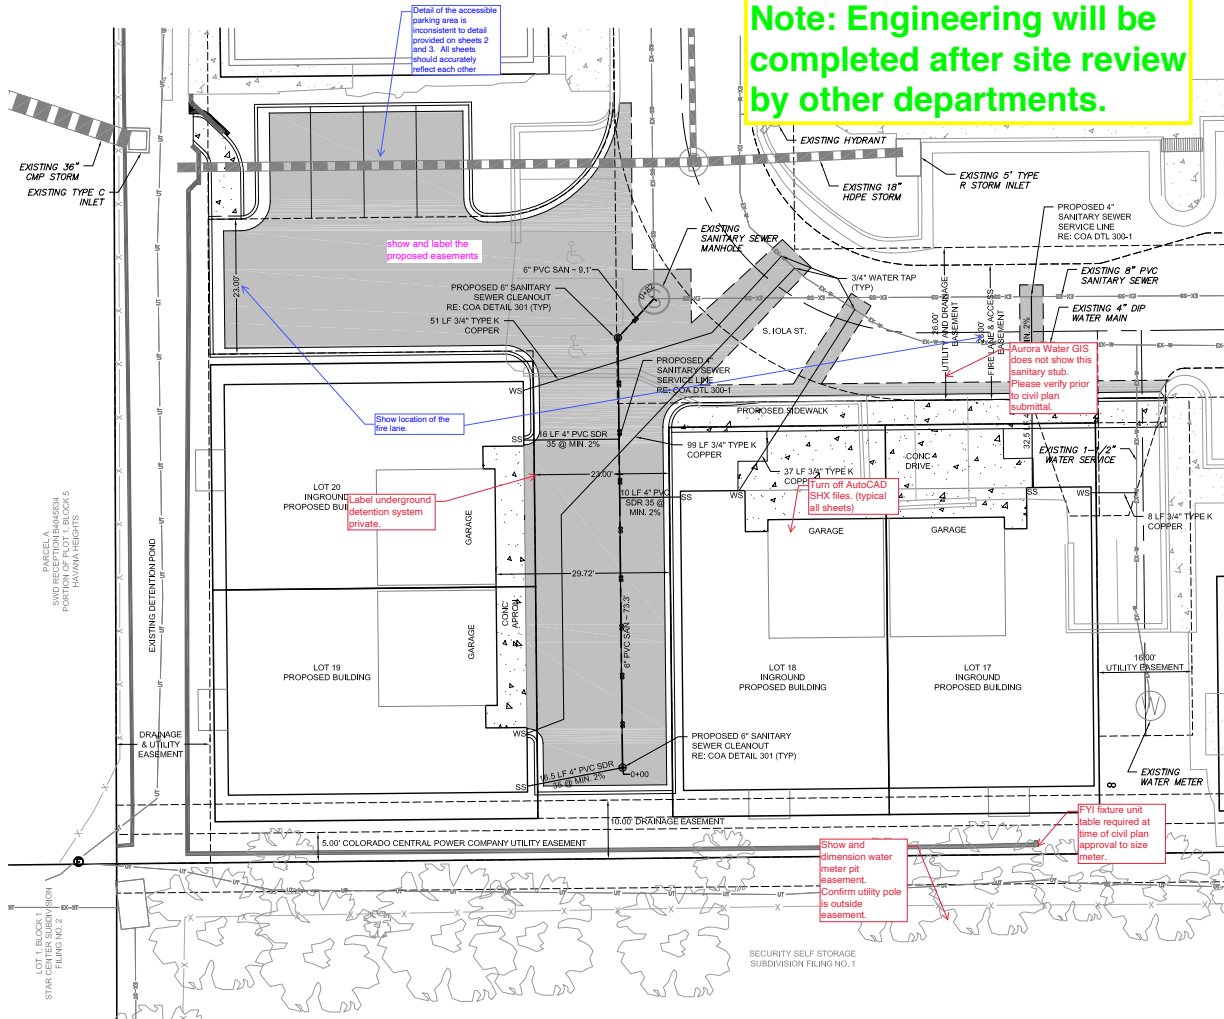 Detail of the accessible
parking area is
inconsistent to detail
provided on sheets 2
and 3. All sheets
should accurately
reflect each other
Note: Engineering will be
completed after site review
by other departments.
EXISTING 36"
CMP STORM
EXISTING TYPE C
INLET
EXISTING HYDRANT
EXISTING 18"
HDPE STORM
EXISTING 5' TYPE
R STORM INLET
PROPOSED 4"
SANITARY SEWER
SERVICE LINE
RE: COA DTL 300-1
show and label the
proposed easements
EXISTING
SANITARY SEWER
MANHOLE
6" PVC SAN ~ 9.1'
PROPOSED 6" SANITARY
SEWER CLEANOUT
RE: COA DETAIL 301 (TYP)
51 LF 3/4" TYPE K
COPPER
3/4" WATER TAP
(TYP)
S. IOLA ST.
EXISTING 8" PVC
SANITARY SEWER
EXISTING 4" DIP
WATER MAIN
26.00'
UTILITY AND DRAINAGE
EASEMENT
FIRE LANE & ACCESS
EASEMENT
23.00'
0+82
Aurora Water GIS
does not show this
sanitary stub.
Please verify prior
to civil plan
submittal.
PROPOSED 4"
SANITARY SEWER
SERVICE LINE
RE: COA DTL 300-1
WS
Show location of the
fire lane.
PROPOSED SIDEWALK
SS
16 LF 4" PVC SDR
35 @ MIN. 2%
99 LF 3/4" TYPE K
COPPER
CONC
DRIVE
EXISTING 1-1/2"
WATER SERVICE
23.00'
37 LF 3/4" TYPE K
Turn off AutoCAD
SHX files. (typical
all sheets)
LOT 20
INGROUND
Label underground
detention system
private.
10 LF 4" PVC
SDR 35 @
MIN. 2%
SS
WS
SS
WS
8 LF 3/4" TYPE K
COPPER
GARAGE
GARAGE
GARAGE
PARCEL A
SWD RECEPTION B4045834
PORTION OF PLOT 1, BLOCK 5
HAVANA HEIGHTS
EXISTING DETENTION POND
29.72'
CONC
APRON
GARAGE
6" PVC SAN ~ 73.3'
LOT 19
PROPOSED BUILDING
LOT 18
INGROUND
PROPOSED BUILDING
LOT 17
INGROUND
PROPOSED BUILDING
16.00'
UTILITY EASEMENT
W
DRAINAGE
& UTILITY
EASEMENT
WS
PROPOSED 6" SANITARY
SEWER CLEANOUT
RE: COA DETAIL 301 (TYP)
16.5 LF 4" PVC SDR
35 @ MIN. 2%
0+00
SS
EXISTING
WATER METER
8
10.00' DRAINAGE EASEMENT
5.00' COLORADO CENTRAL POWER COMPANY UTILITY EASEMENT
FYI fixture unit
table required at
time of civil plan
approval to size
meter.
Show and
dimension water
meter pit
easement.
Confirm utility pole
is outside
easement.
LOT 1, BLOCK 1
STAR CENTER SUBDIVISION
FILING NO. 2
SECURITY SELF STORAGE
SUBDIVISION FILING NO. 1